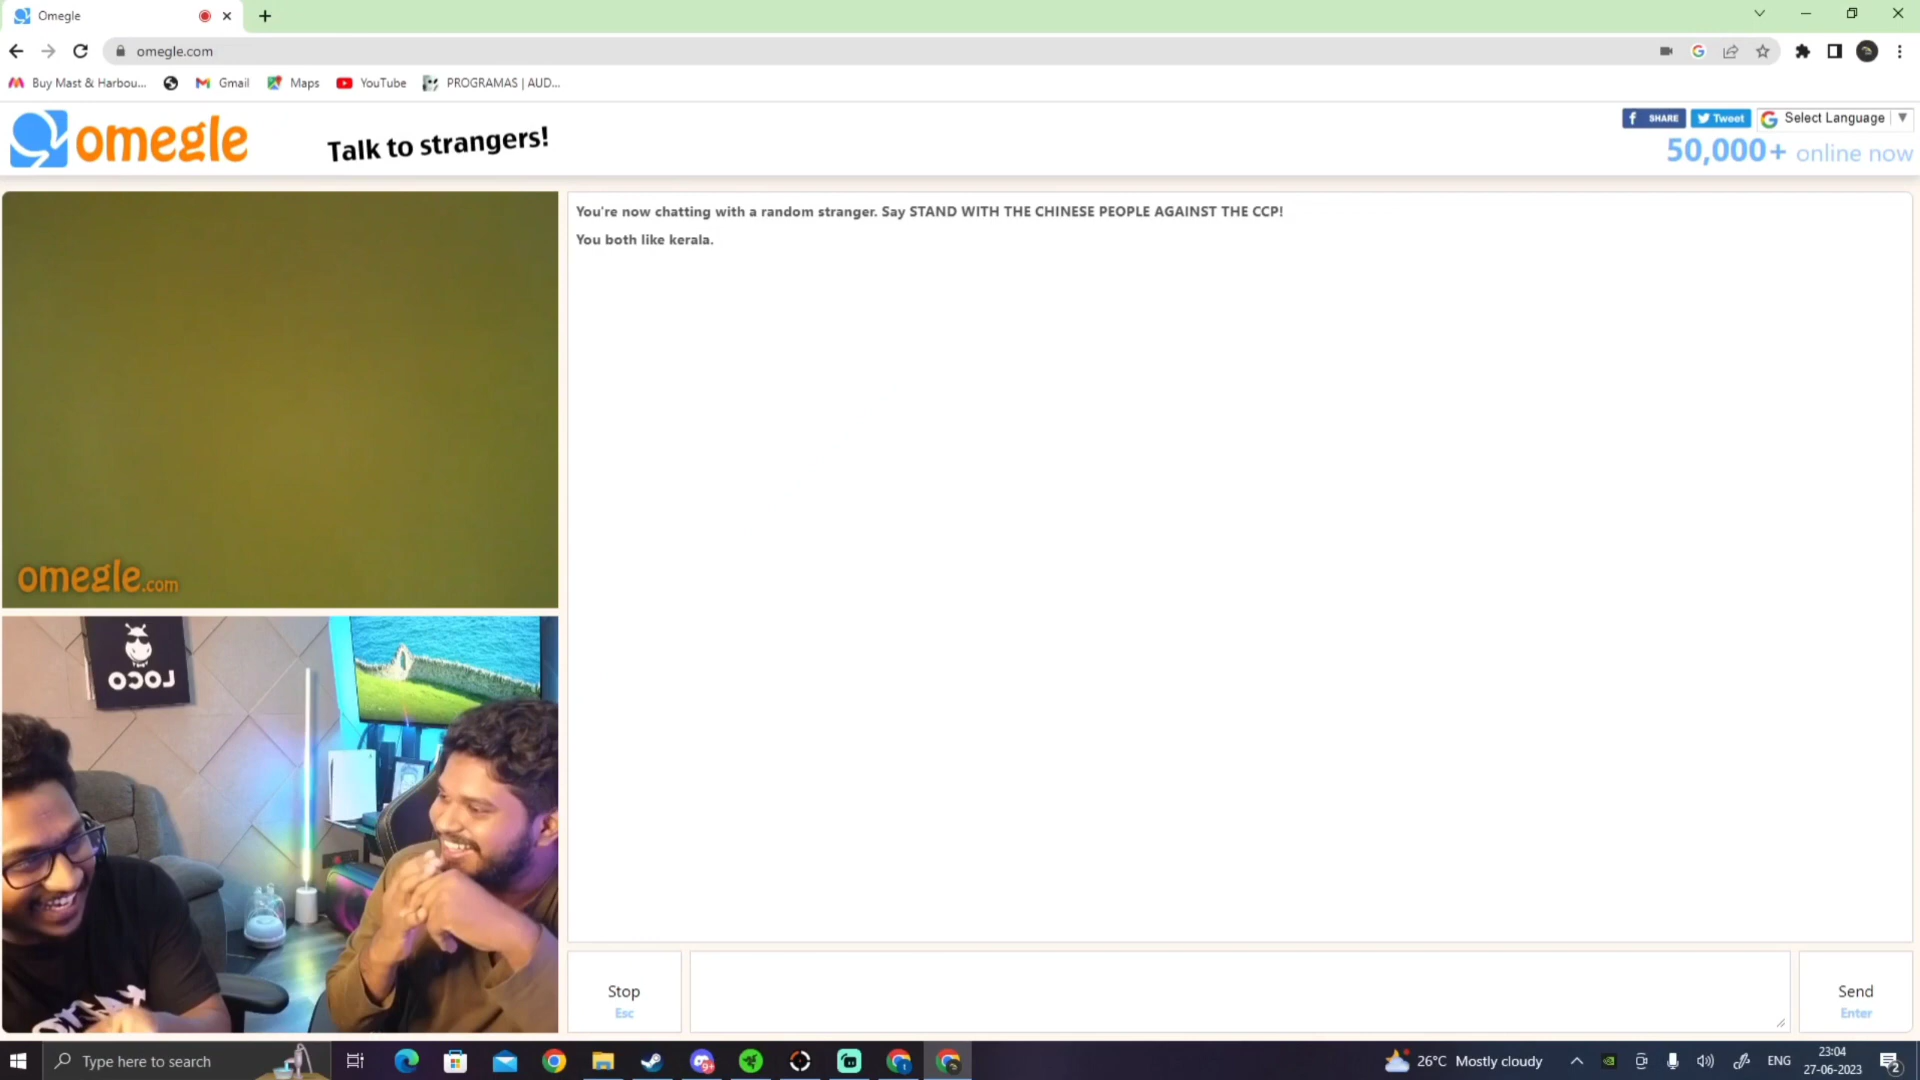 Omegle
omegle.com
Buy Mast & Harbou...
Gmail
Maps
YouTube
PROGRAMAS | AUD...
omegle
Talk to strangers!
SHARE
Tweet
Select Language
50,000+ online now
You're now chatting with a random stranger. Say STAND WITH THE CHINESE PEOPLE AGAINST THE CCP!
You both like kerala.
omegle.com
LOCO
Stop
Esc
Send
Enter
Type here to search
9+
26°C Mostly cloudy
ENG
23:04
27-06-2023
2